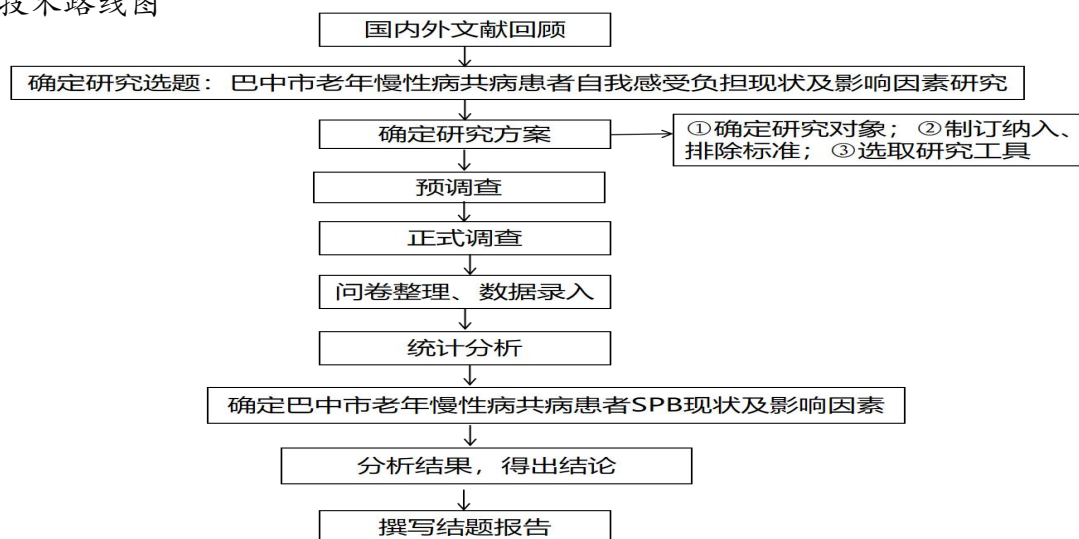 技术路线图
国内外文献回顾
确定研究选题：巴中市老年慢性病共病患者自我感受负担现状及影响因素研究
确定研究方案
①确定研究对象；②制订纳入、
排除标准；③选取研究工具
预调查
正式调查
问卷整理、数据录入
统计分析
确定巴中市老年慢性病共病患者SPB现状及影响因素
分析结果，得出结论
撰写结题报告